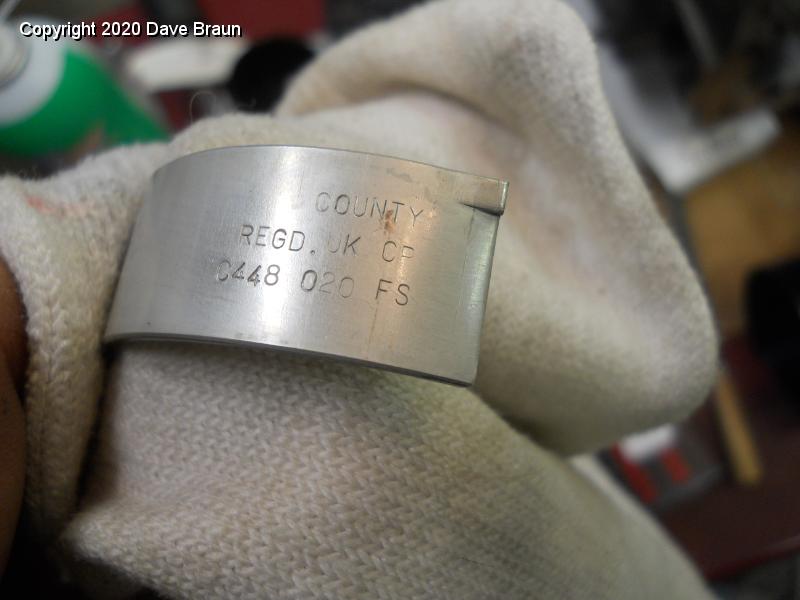 Copyright 2020 Dave Braun
COUNTY
REGD. UK CP
C448 020 FS